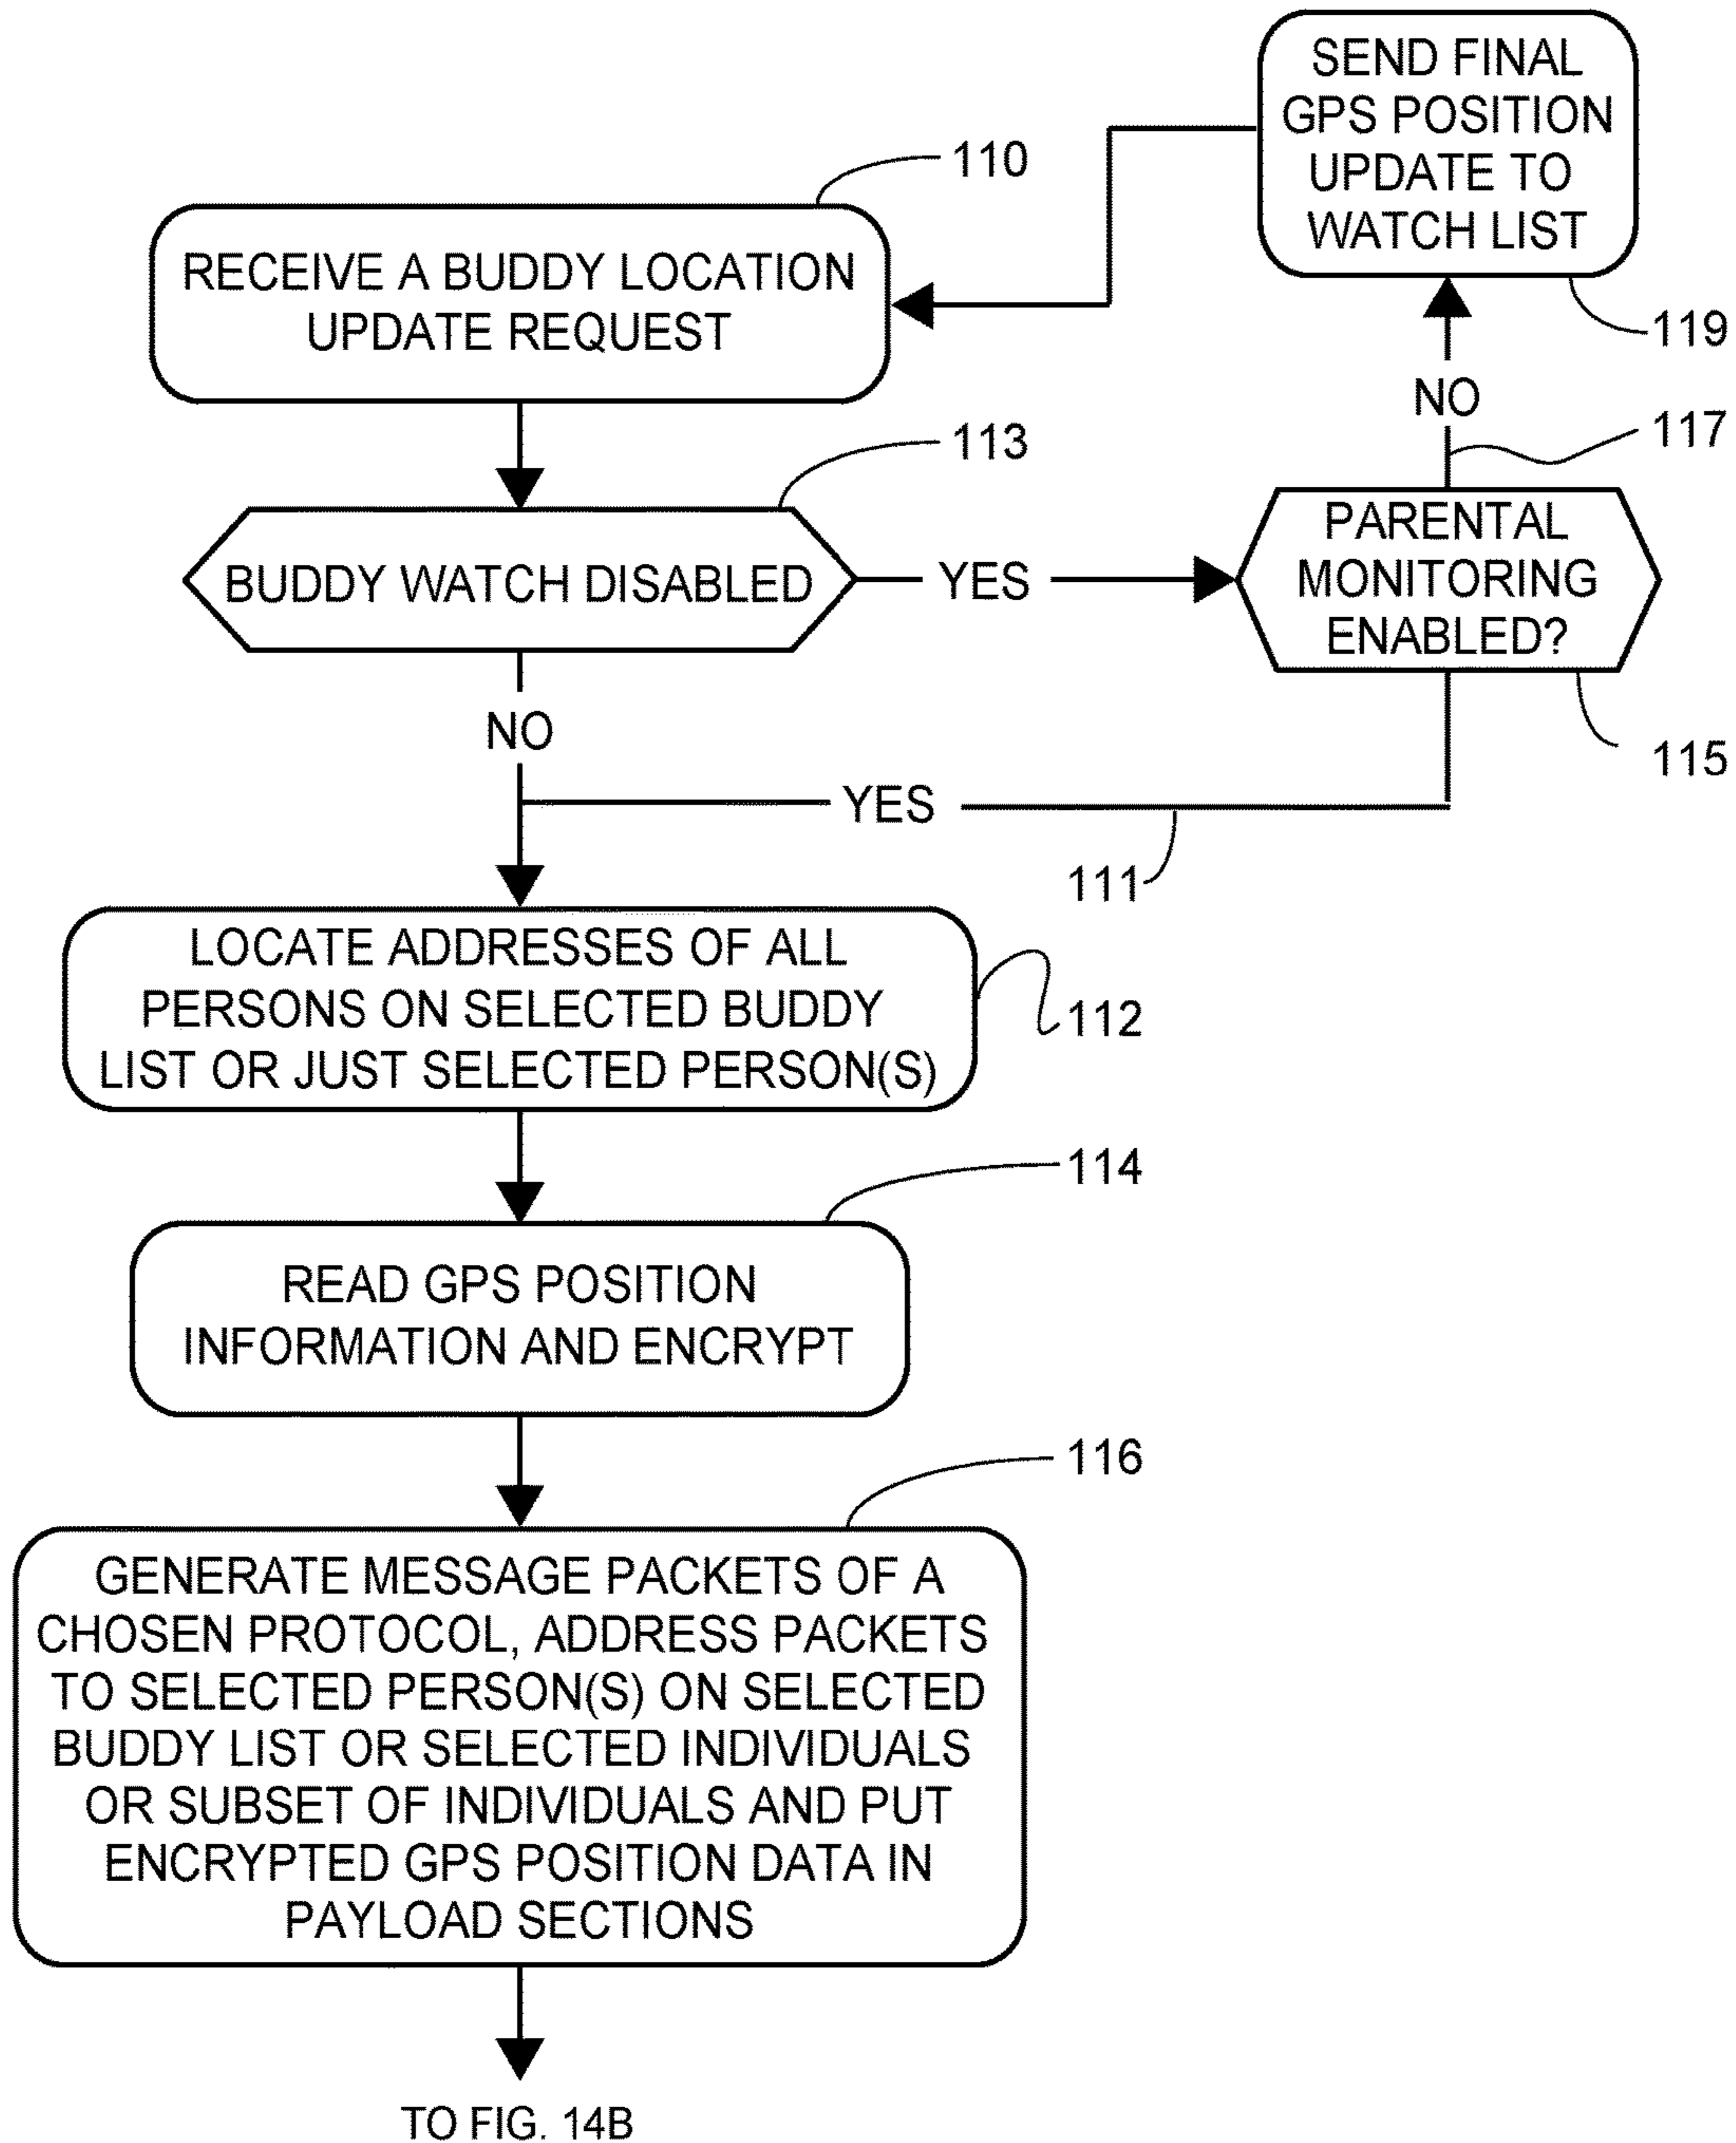 SEND FINAL
GPS POSITION
UPDATE TO
WATCH LIST
119
110
RECEIVE A BUDDY LOCATION
UPDATE REQUEST
NO
117
113
BUDDY WATCH DISABLED
YES
PARENTAL
MONITORING
ENABLED?
115
NO
YES
111
LOCATE ADDRESSES OF ALL
PERSONS ON SELECTED BUDDY
LIST OR JUST SELECTED PERSON(S)
112
114
READ GPS POSITION
INFORMATION AND ENCRYPT
116
GENERATE MESSAGE PACKETS OF A
CHOSEN PROTOCOL, ADDRESS PACKETS
TO SELECTED PERSON(S) ON SELECTED
BUDDY LIST OR SELECTED INDIVIDUALS
OR SUBSET OF INDIVIDUALS AND PUT
ENCRYPTED GPS POSITION DATA IN
PAYLOAD SECTIONS
TO FIG. 14B